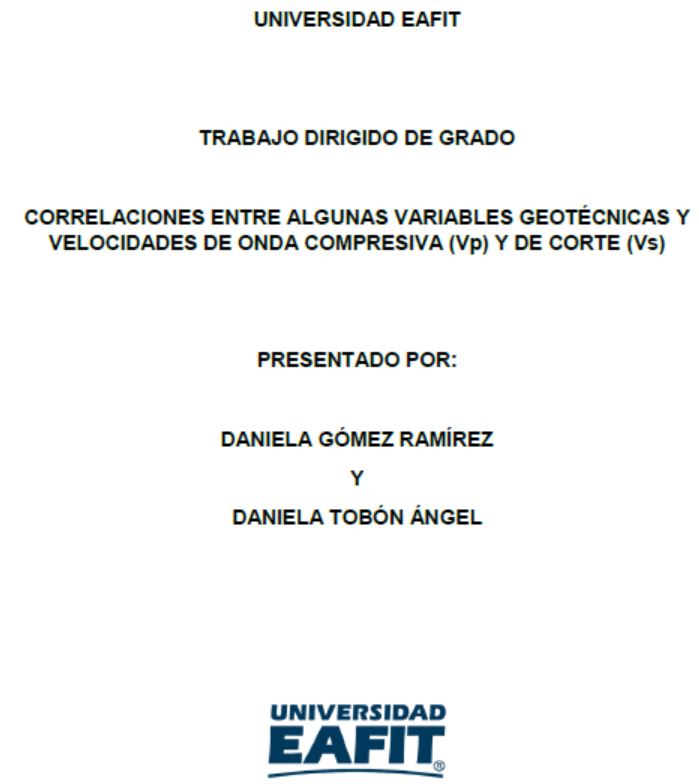 UNIVERSIDAD EAFIT
TRABAJO DIRIGIDO DE GRADO
CORRELACIONES ENTRE ALGUNAS VARIABLES GEOTÉCNICAS Y
VELOCIDADES DE ONDA COMPRESIVA (Vp) Y DE CORTE (Vs)
PRESENTADO POR:
DANIELA GÓMEZ RAMÍREZ
Y
DANIELA TOBÓN ÁNGEL
UNIVERSIDAD
EAFIT®